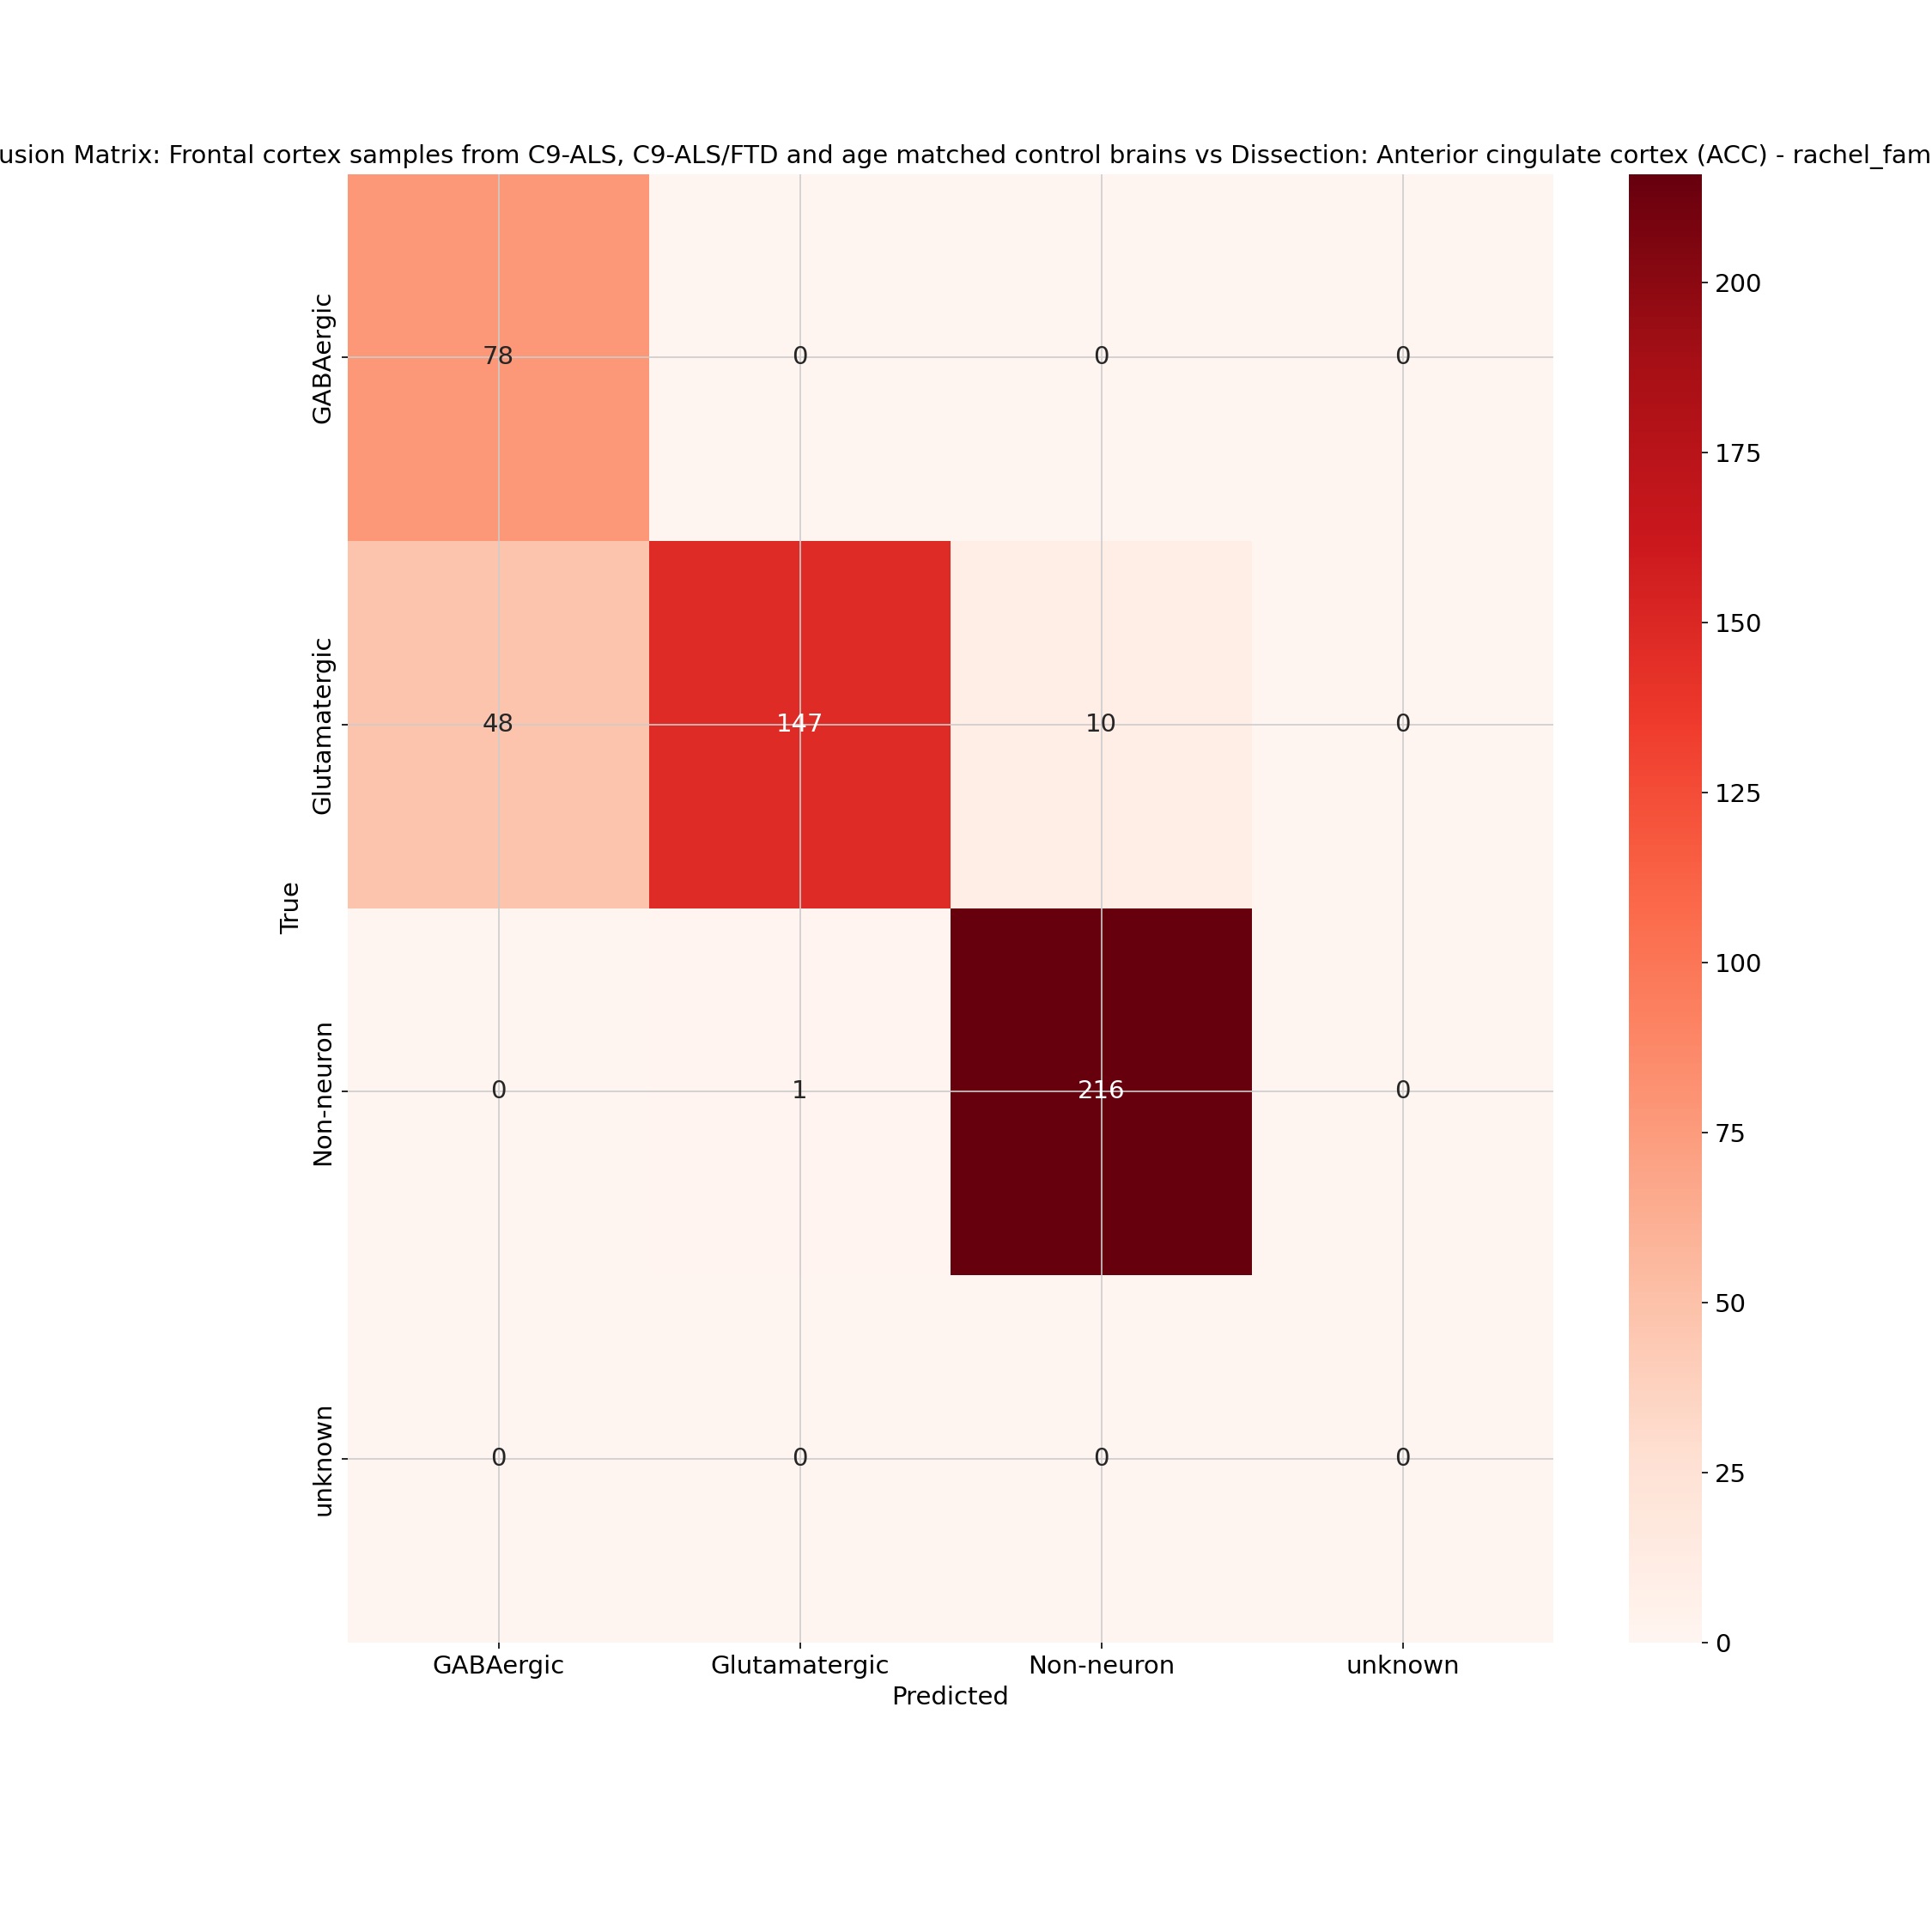 usion Matrix: Frontal cortex samples from C9-ALS, C9-ALS/FTD and age matched control brains vs Dissection: Anterior cingulate cortex (ACC) - rachel_fam
GABAergic
78 0 0 0
Glutamatergic
48 147 10 0
Non-neuron
0 1 216 0
unknown
0 0 0 0
True
GABAergic Glutamatergic Non-neuron unknown
Predicted
200
175
150
125
100
75
50
25
0